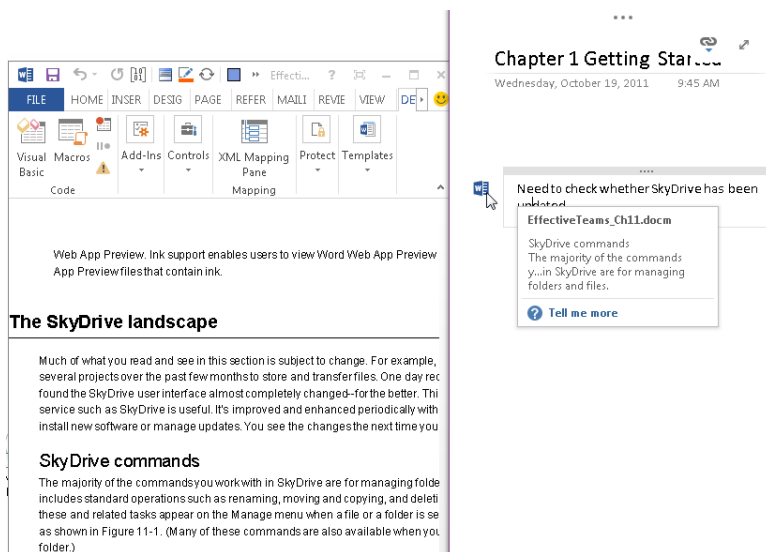 Effecti...
FILE HOME INSER DESIG PAGE REFER MAILI REVIE VIEW DE
Visual Basic
Macros
Add-Ins
Controls
XML Mapping Pane
Protect
Templates
Code
Mapping
Web App Preview. Ink support enables users to view Word Web App Preview
App Preview files that contain ink.
The SkyDrive landscape
Much of what you read and see in this section is subject to change. For example,
several projects over the past few months to store and transfer files. One day rec
found the SkyDrive user interface almost completely changed--for the better. Thi
service such as SkyDrive is useful. It's improved and enhanced periodically with
install new software or manage updates. You see the changes the next time you
SkyDrive commands
The majority of the commands you work with in SkyDrive are for managing folde
includes standard operations such as renaming, moving and copying, and deleti
these and related tasks appear on the Manage menu when a file or a folder is se
as shown in Figure 11-1. (Many of these commands are also available when you
folder.)
Chapter 1 Getting Started
Wednesday, October 19, 2011 9:45 AM
Need to check whether SkyDrive has been
updated
EffectiveTeams_Ch11.docm
SkyDrive commands
The majority of the commands
y...in SkyDrive are for managing
folders and files.
Tell me more